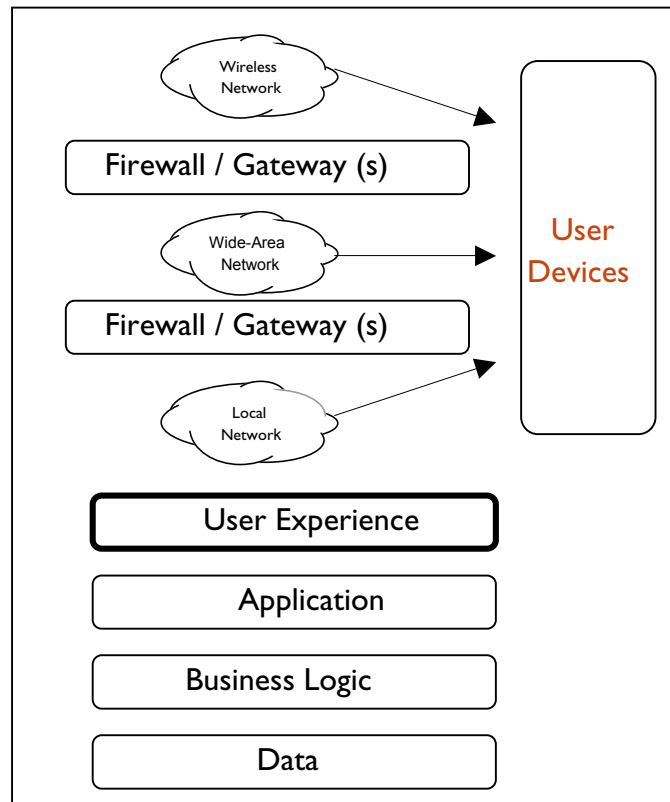 Wireless
Network
Firewall / Gateway (s)
Wide-Area
Network
User
Devices
Firewall / Gateway (s)
Local
Network
User Experience
Application
Business Logic
Data